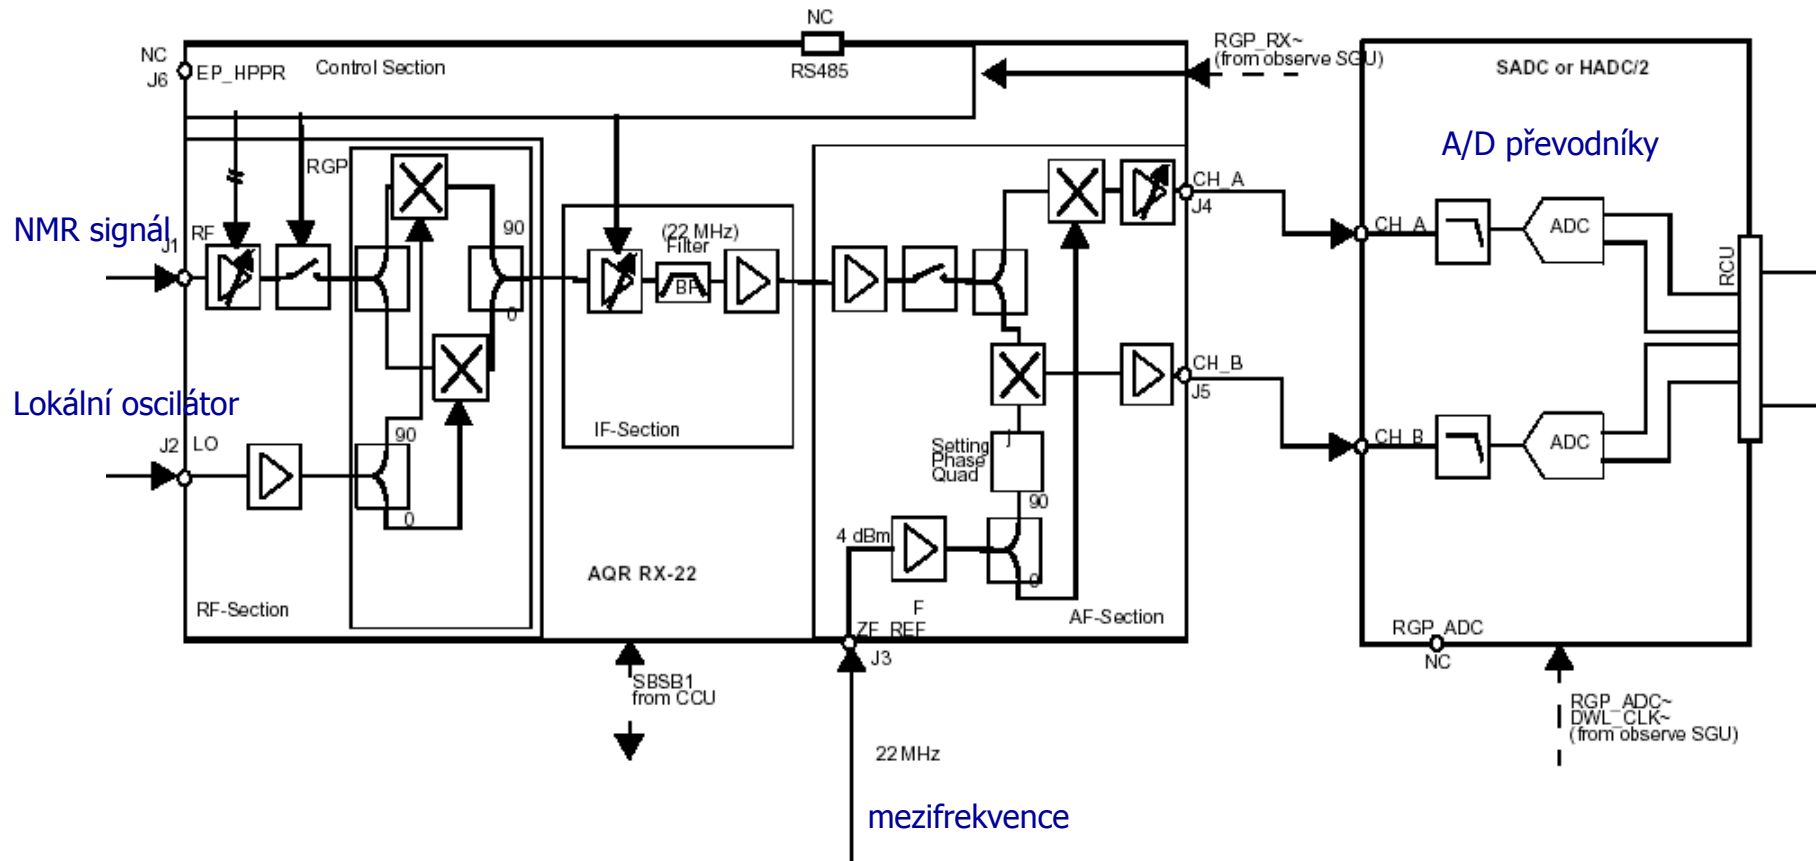 NC
NC
J6
EP_HPPR
Control Section
RS485
RGP_RX~
(from observe SGU)
SADC or HADC/2
A/D převodníky
RGP
NMR signál
J1
RF
90
0
(22 MHz)
Filter
BP
CH_A
J4
CH_A
ADC
RCU
Lokální oscilátor
J2
LO
90
0
IF-Section
CH_B
J5
CH_B
ADC
Setting
Phase
Quad
90
4 dBm
0
AQR RX-22
RF-Section
F
ZF_REF
AF-Section
J3
RGP_ADC
NC
SBSB1
from CCU
RGP_ADC~
DWL_CLK~
(from observe SGU)
22 MHz
mezifrekvence